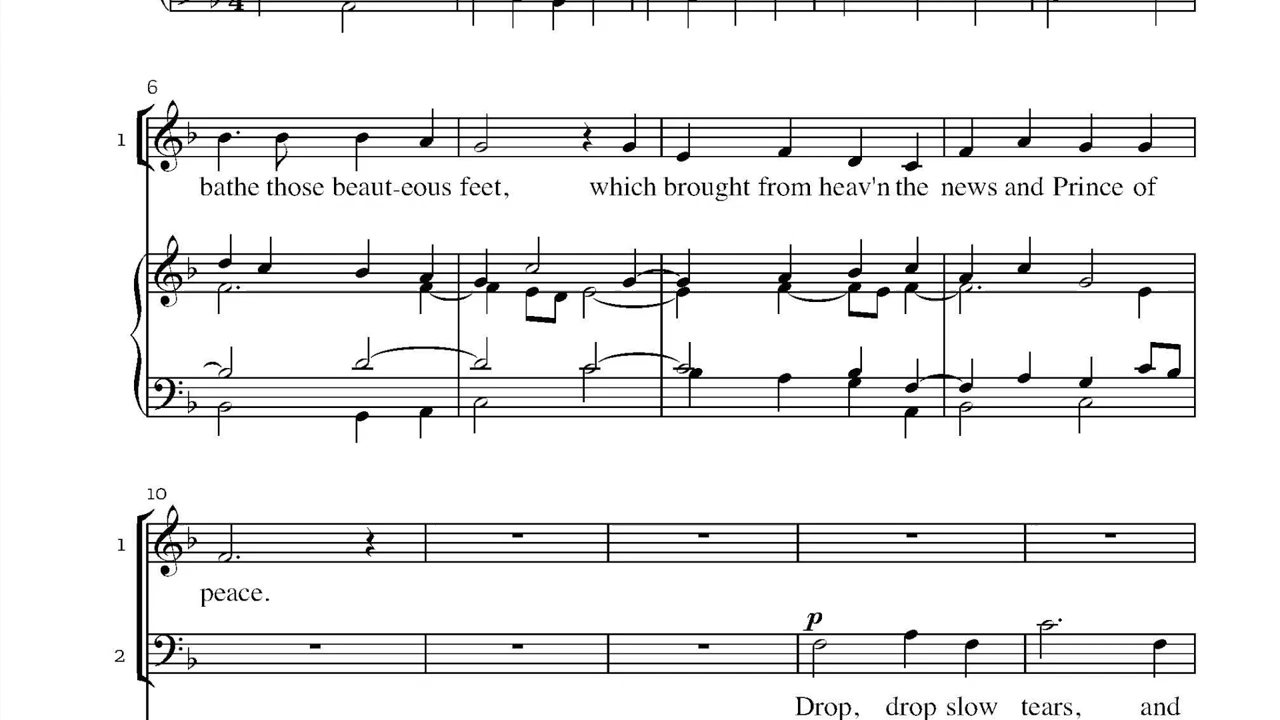 4
6
1
bathe those beaut-eous feet, which brought from heav'n the news and Prince of
10
1
peace.
p
2
Drop, drop slow tears, and